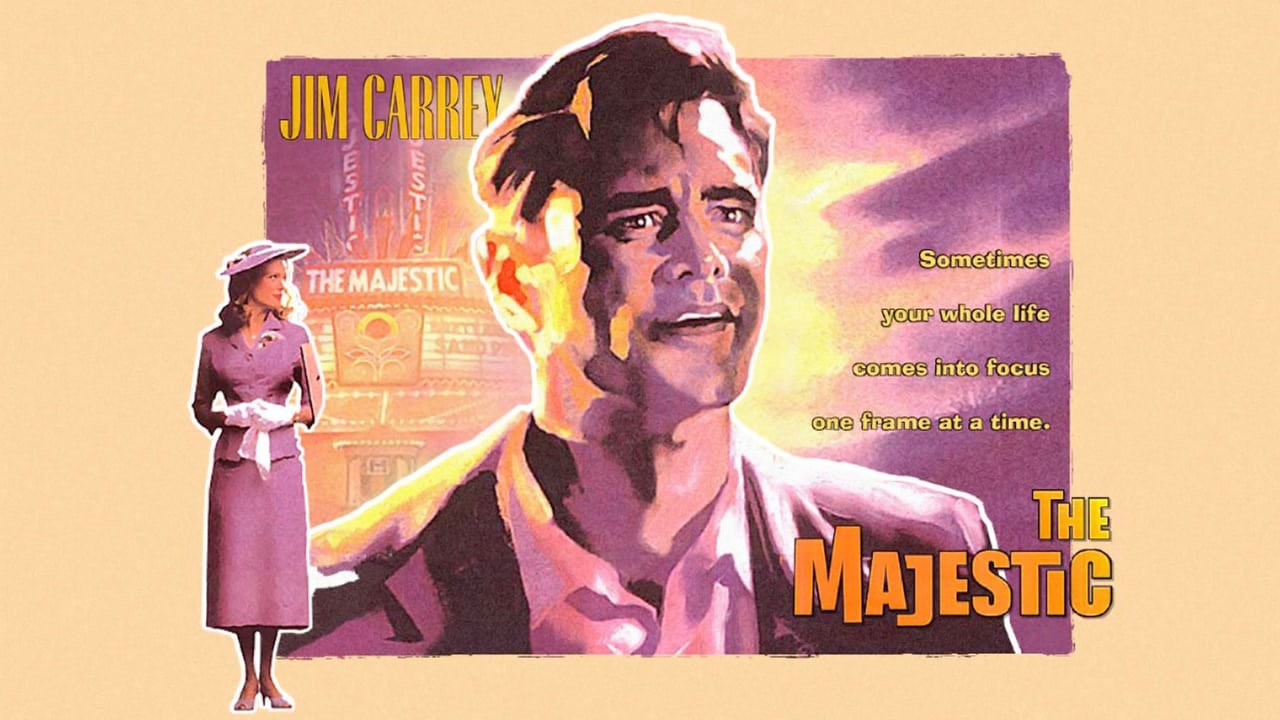 JIM CARREY
THE MAJESTIC
Sometimes
your whole life
comes into focus
one frame at a time.
THE
MAJESTIC